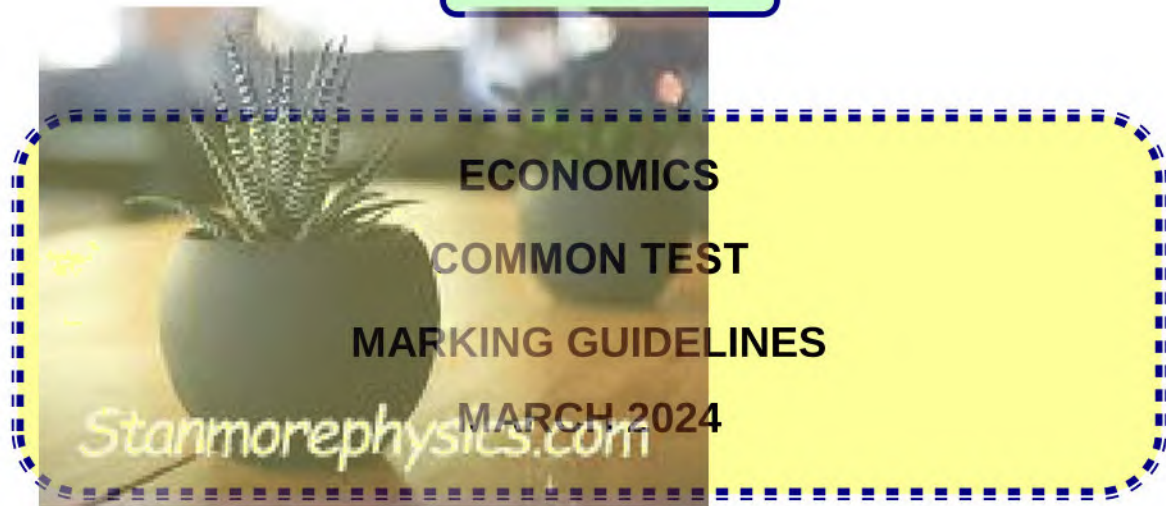 ECONOMICS
COMMON TEST
MARKING GUIDELINES
MARCH 2024
Stanmorephysics.com